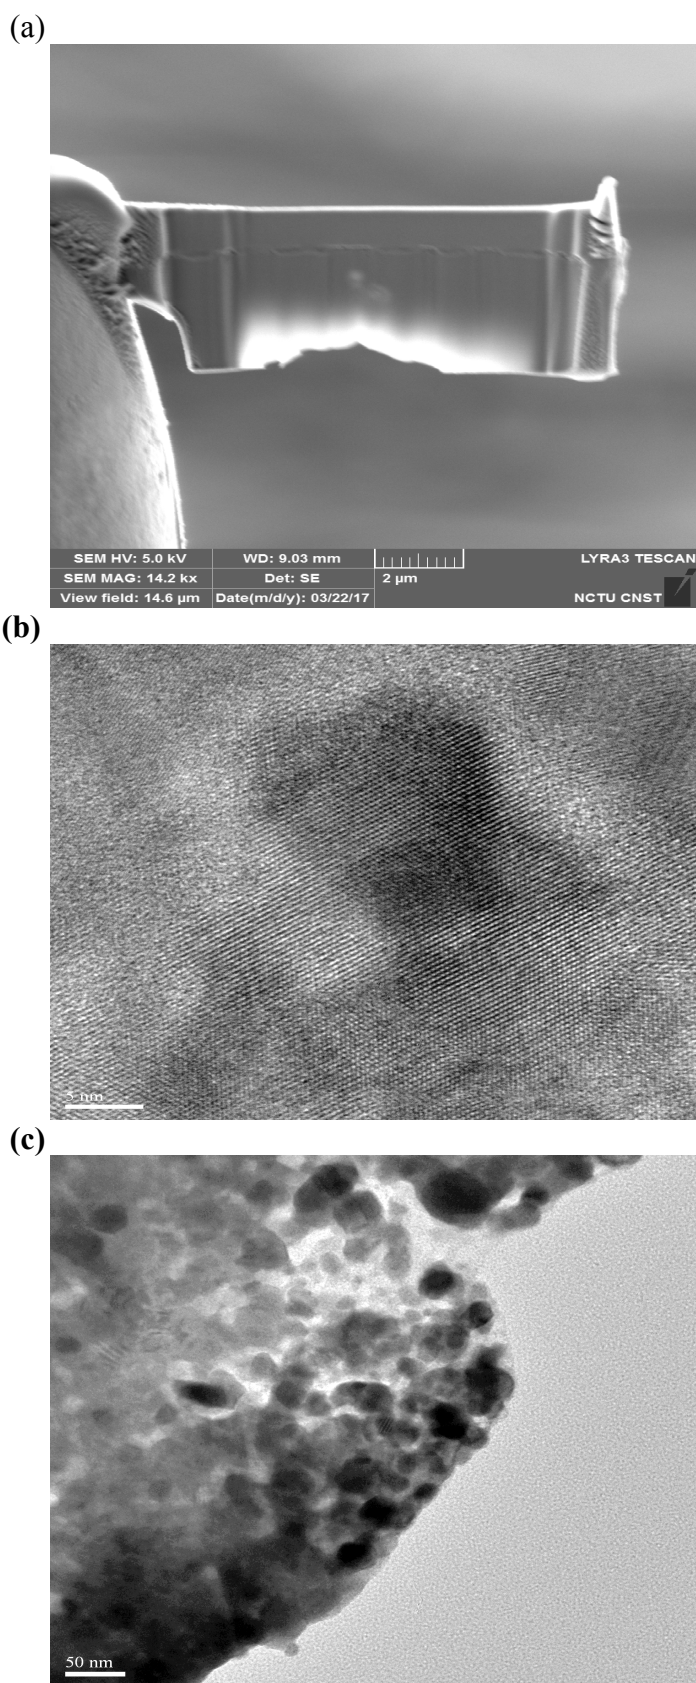 (a)
SEM HV: 5.0 kV WD: 9.03 mm LYRA3 TESCAN
SEM MAG: 14.2 kx Det: SE 2 µm
View field: 14.6 µm Date(m/d/y): 03/22/17 NCTU CNST
(b)
5 nm
(c)
50 nm